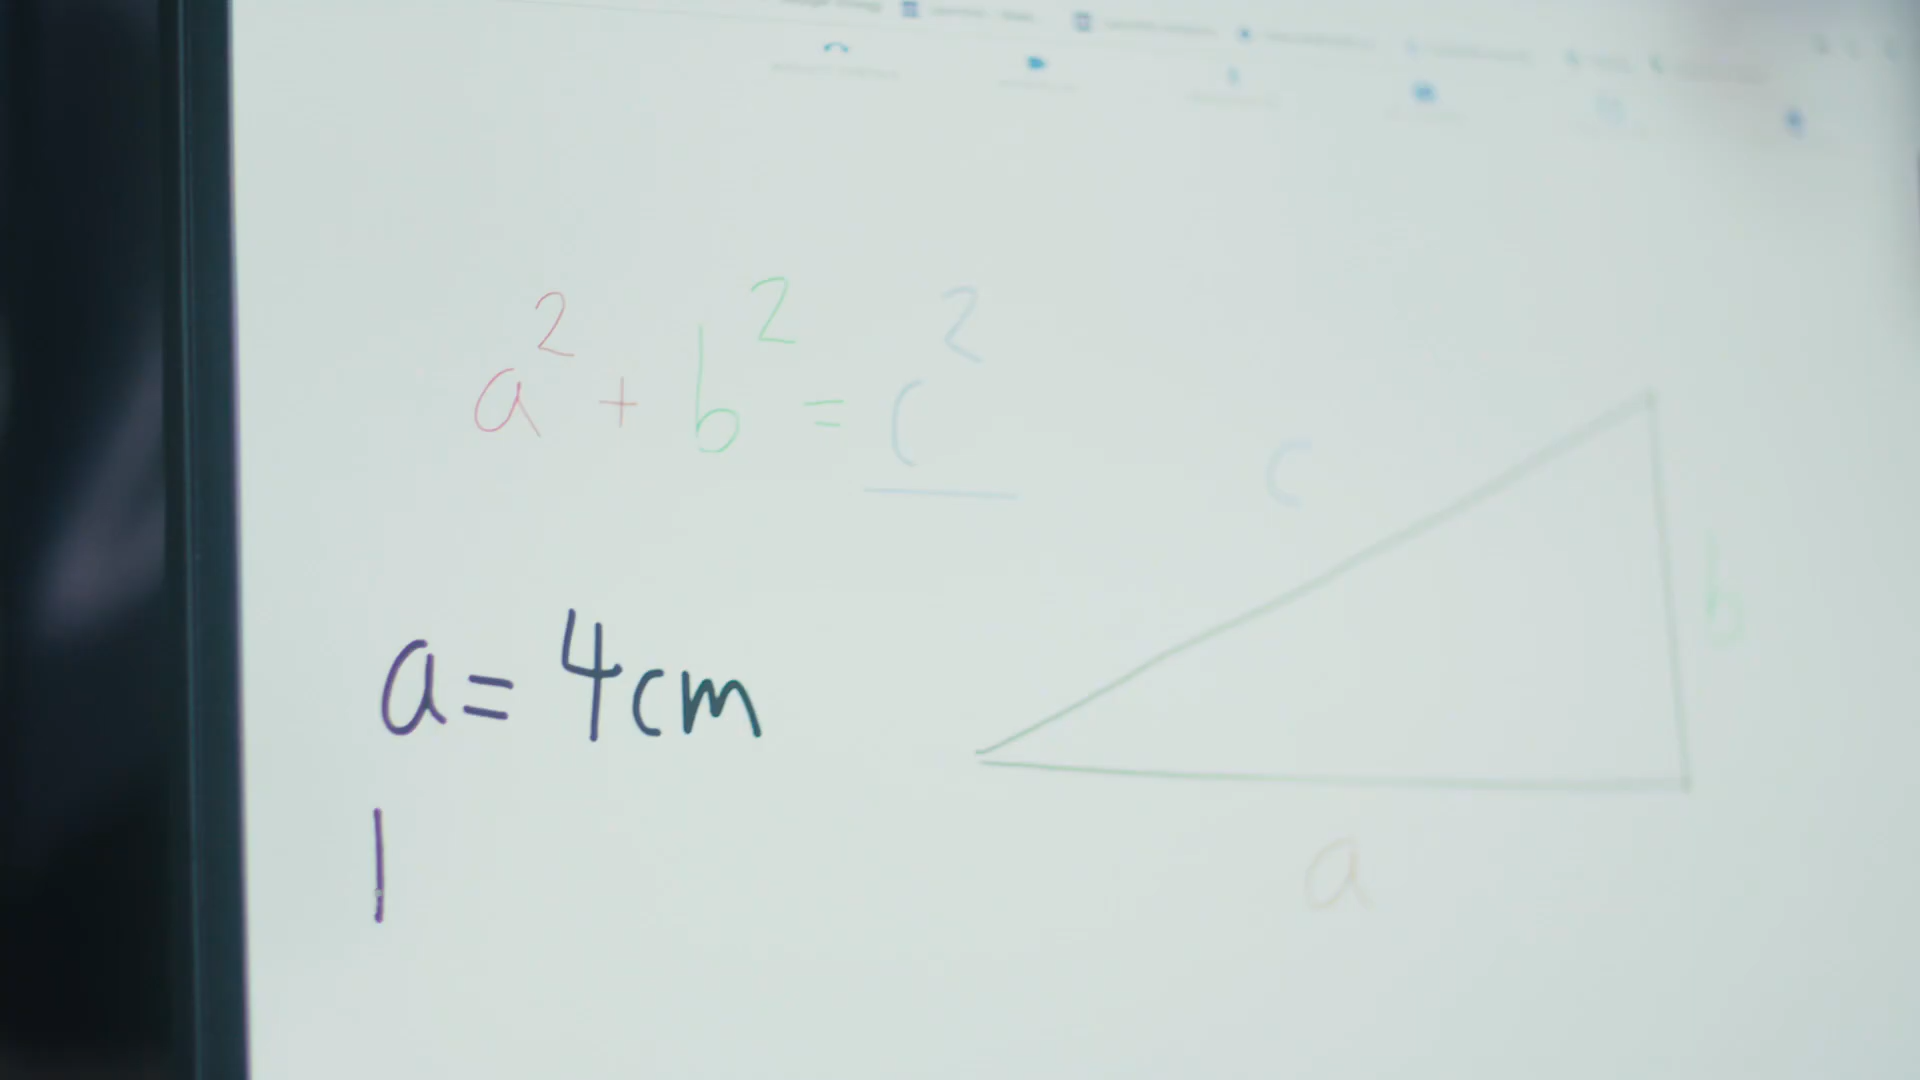 a² + b² = c²
c
b
a = 4cm
a